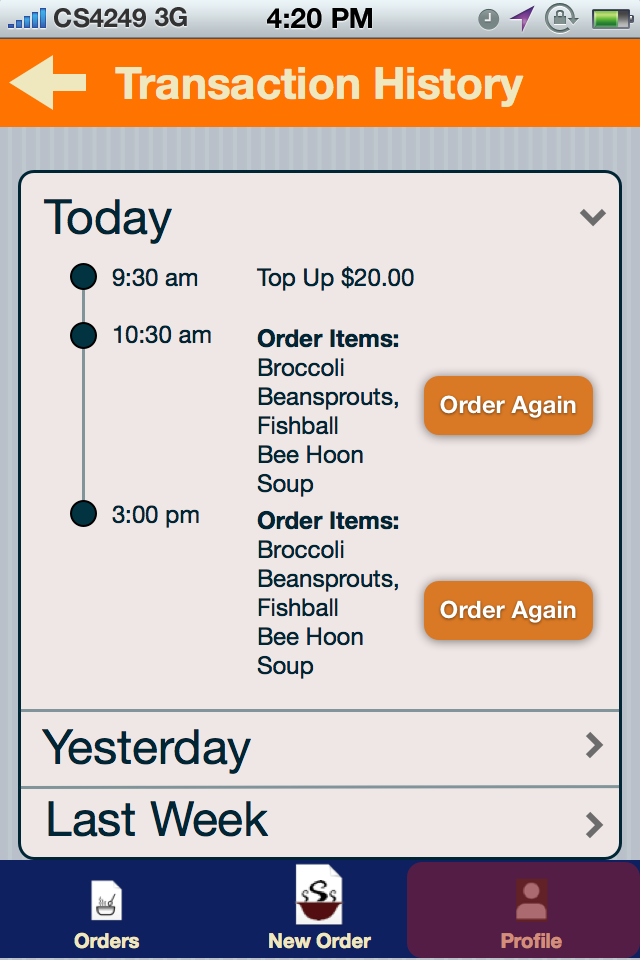 CS4249 3G 4:20 PM
Transaction History
Today
9:30 am Top Up $20.00
10:30 am Order Items:
Broccoli
Beansprouts,
Fishball
Bee Hoon
Soup
Order Again
3:00 pm Order Items:
Broccoli
Beansprouts,
Fishball
Bee Hoon
Soup
Order Again
Yesterday
Last Week
Orders New Order Profile